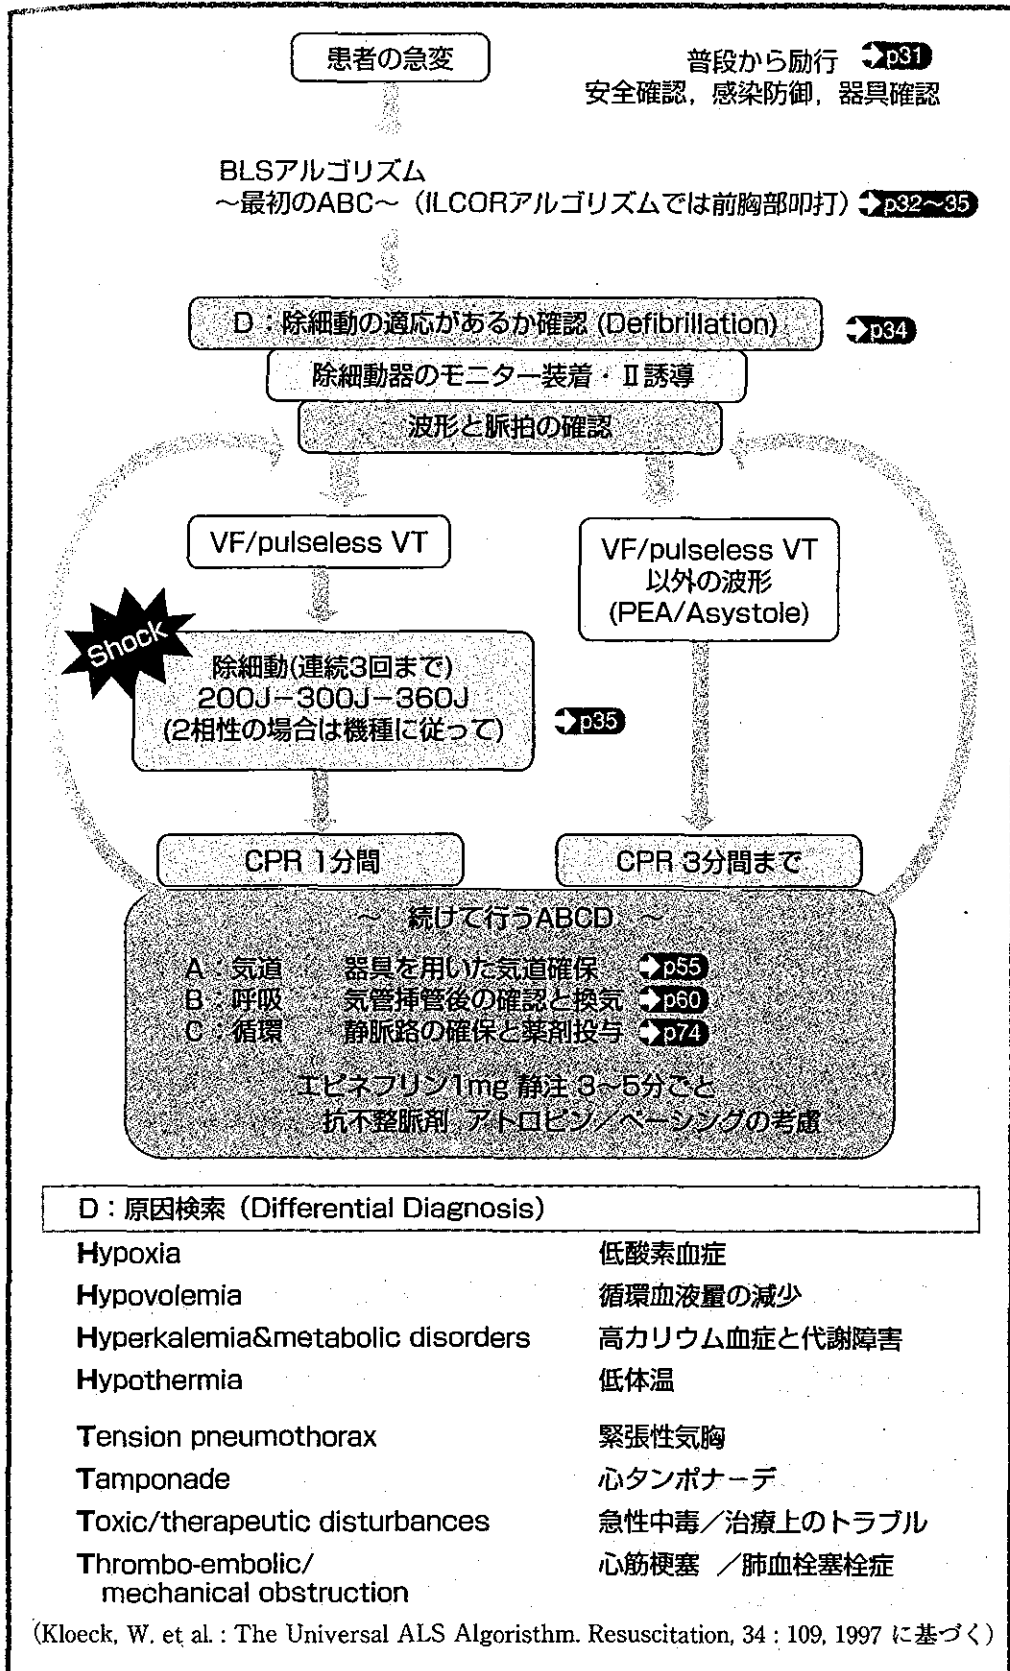 患者の急変
普段から励行 p31
安全確認，感染防御，器具確認
BLSアルゴリズム
～最初のABC～（ILCORアルゴリズムでは前胸部叩打） p32～35
D：除細動の適応があるか確認 (Defibrillation) p34
除細動器のモニター装着・Ⅱ誘導
波形と脈拍の確認
VF/pulseless VT
VF/pulseless VT
以外の波形
(PEA/Asystole)
Shock
除細動(連続3回まで)
200J－300J－360J
(2相性の場合は機種に従って)
p35
CPR 1分間
CPR 3分間まで
～ 続けて行うABCD ～
A：気道 器具を用いた気道確保 p55
B：呼吸 気管挿管後の確認と換気 p60
C：循環 静脈路の確保と薬剤投与 p74
エピネフリン1mg 静注 3～5分ごと
抗不整脈剤 アトロピン／ペーシングの考慮
D：原因検索（Differential Diagnosis）
Hypoxia 低酸素血症
Hypovolemia 循環血液量の減少
Hyperkalemia&metabolic disorders 高カリウム血症と代謝障害
Hypothermia 低体温
Tension pneumothorax 緊張性気胸
Tamponade 心タンポナーデ
Toxic/therapeutic disturbances 急性中毒／治療上のトラブル
Thrombo-embolic/ 心筋梗塞 ／肺血栓塞栓症
mechanical obstruction
(Kloeck, W. et al. : The Universal ALS Algoristhm. Resuscitation, 34 : 109, 1997 に基づく)